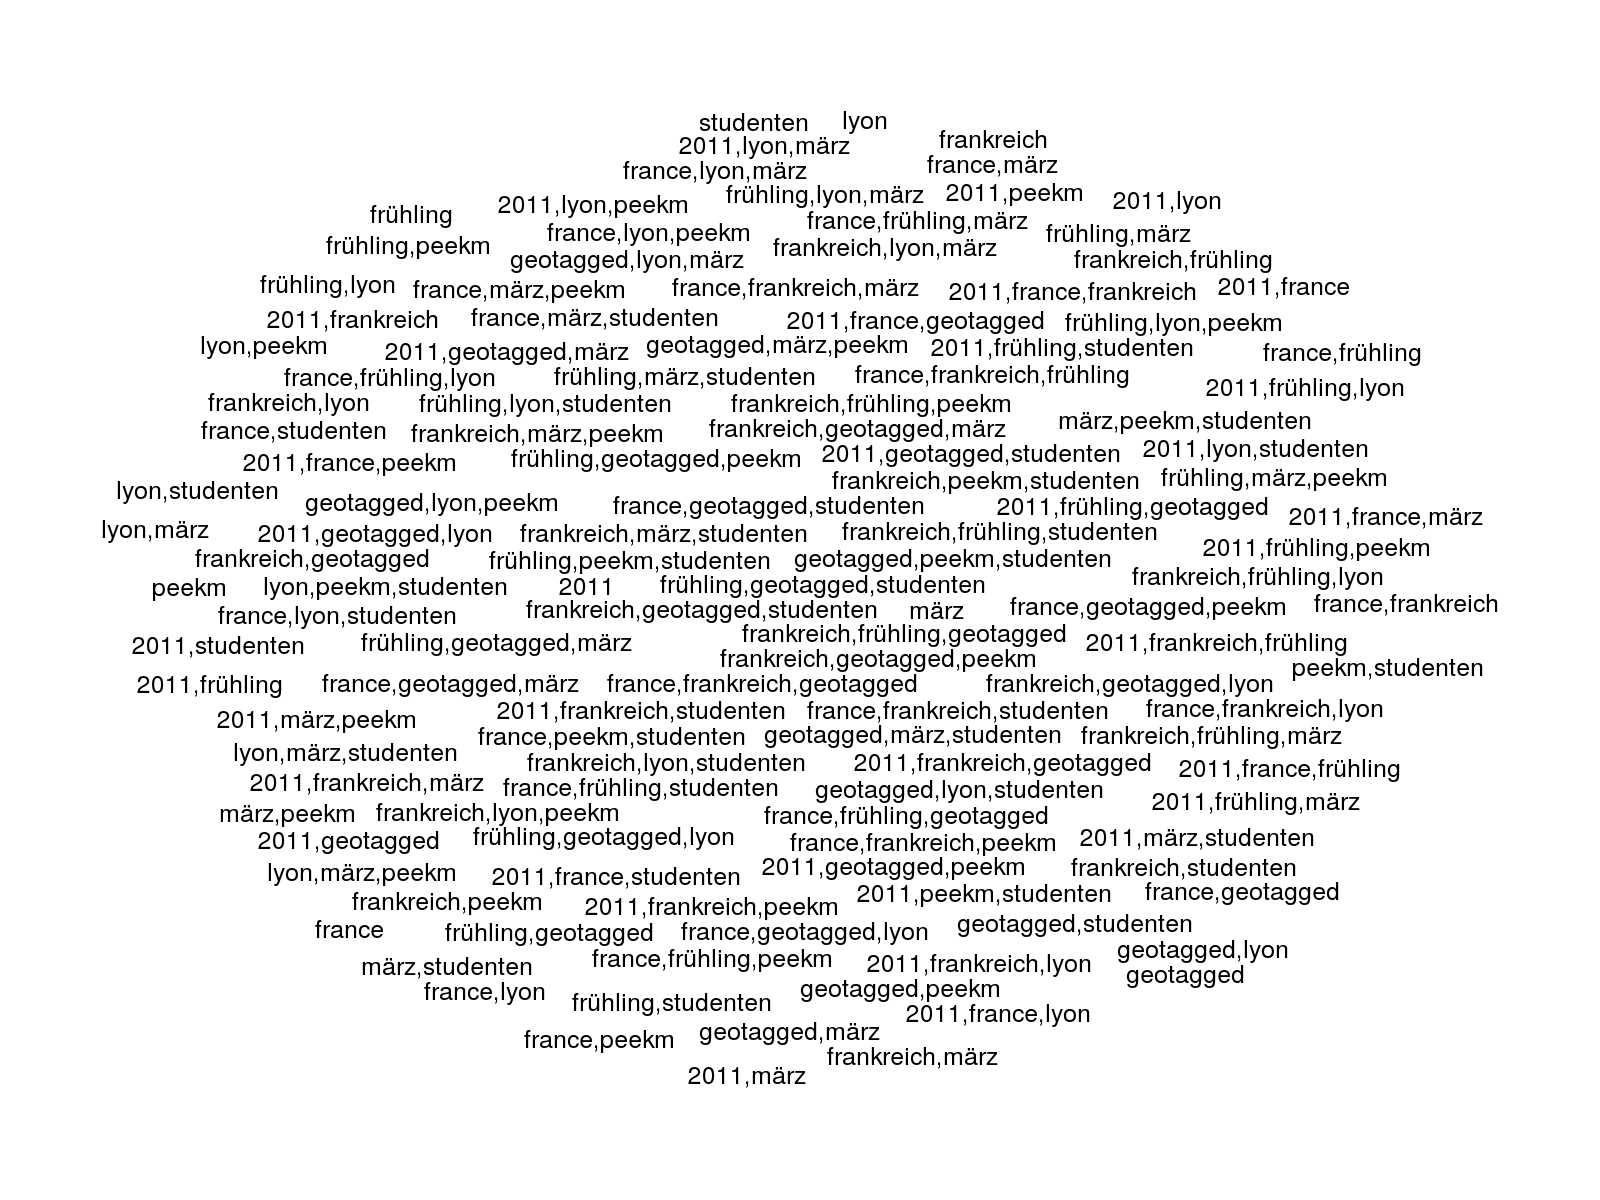 studenten lyon
2011,lyon,märz frankreich
france,lyon,märz france,märz
frühling,lyon,märz 2011,peekm 2011,lyon
frühling 2011,lyon,peekm france,frühling,märz
frühling,peekm france,lyon,peekm frankreich,lyon,märz frühling,märz
geotagged,lyon,märz frankreich,frühling
frühling,lyon france,märz,peekm france,frankreich,märz 2011,france,frankreich 2011,france
2011,frankreich france,märz,studenten 2011,france,geotagged frühling,lyon,peekm
lyon,peekm 2011,geotagged,märz geotagged,märz,peekm 2011,frühling,studenten france,frühling
france,frühling,lyon frühling,märz,studenten france,frankreich,frühling 2011,frühling,lyon
frankreich,lyon frühling,lyon,studenten frankreich,frühling,peekm
france,studenten frankreich,märz,peekm frankreich,geotagged,märz märz,peekm,studenten
2011,france,peekm frühling,geotagged,peekm 2011,geotagged,studenten 2011,lyon,studenten
frankreich,peekm,studenten frühling,märz,peekm
lyon,studenten geotagged,lyon,peekm france,geotagged,studenten 2011,frühling,geotagged 2011,france,märz
lyon,märz 2011,geotagged,lyon frankreich,märz,studenten frankreich,frühling,studenten
frankreich,geotagged frühling,peekm,studenten geotagged,peekm,studenten 2011,frühling,peekm
peekm lyon,peekm,studenten 2011 frühling,geotagged,studenten frankreich,frühling,lyon
france,lyon,studenten frankreich,geotagged,studenten märz france,geotagged,peekm france,frankreich
2011,studenten frühling,geotagged,märz frankreich,frühling,geotagged 2011,frankreich,frühling
frankreich,geotagged,peekm peekm,studenten
2011,frühling france,geotagged,märz france,frankreich,geotagged frankreich,geotagged,lyon
2011,märz,peekm 2011,frankreich,studenten france,frankreich,studenten france,frankreich,lyon
france,peekm,studenten geotagged,märz,studenten frankreich,frühling,märz
lyon,märz,studenten frankreich,lyon,studenten 2011,frankreich,geotagged 2011,france,frühling
2011,frankreich,märz france,frühling,studenten geotagged,lyon,studenten 2011,frühling,märz
märz,peekm frankreich,lyon,peekm france,frühling,geotagged
2011,geotagged frühling,geotagged,lyon france,frankreich,peekm 2011,märz,studenten
lyon,märz,peekm 2011,france,studenten 2011,geotagged,peekm frankreich,studenten
frankreich,peekm 2011,frankreich,peekm 2011,peekm,studenten france,geotagged
france frühling,geotagged france,geotagged,lyon geotagged,studenten
märz,studenten france,frühling,peekm 2011,frankreich,lyon geotagged,lyon
france,lyon frühling,studenten geotagged,peekm geotagged
2011,france,lyon
france,peekm geotagged,märz
frankreich,märz
2011,märz